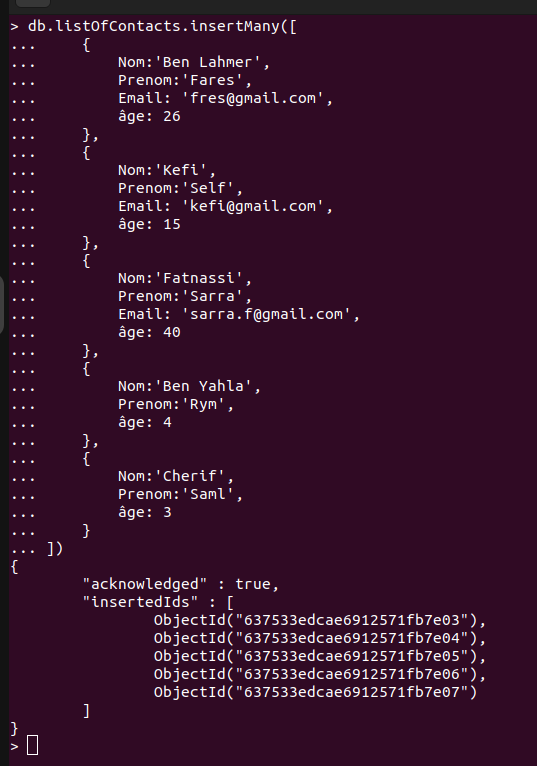 > db.listOfContacts.insertMany([
...     {
...         Nom:'Ben Lahmer',
...         Prenom:'Fares',
...         Email: 'fres@gmail.com',
...         âge: 26
...     },
...     {
...         Nom:'Kefi',
...         Prenom:'Self',
...         Email: 'kefi@gmail.com',
...         âge: 15
...     },
...     {
...         Nom:'Fatnassi',
...         Prenom:'Sarra',
...         Email: 'sarra.f@gmail.com',
...         âge: 40
...     },
...     {
...         Nom:'Ben Yahla',
...         Prenom:'Rym',
...         âge: 4
...     },
...     {
...         Nom:'Cherif',
...         Prenom:'Saml',
...         âge: 3
...     }
... ])
{
        "acknowledged" : true,
        "insertedIds" : [
                ObjectId("637533edcae6912571fb7e03"),
                ObjectId("637533edcae6912571fb7e04"),
                ObjectId("637533edcae6912571fb7e05"),
                ObjectId("637533edcae6912571fb7e06"),
                ObjectId("637533edcae6912571fb7e07")
        ]
}
>